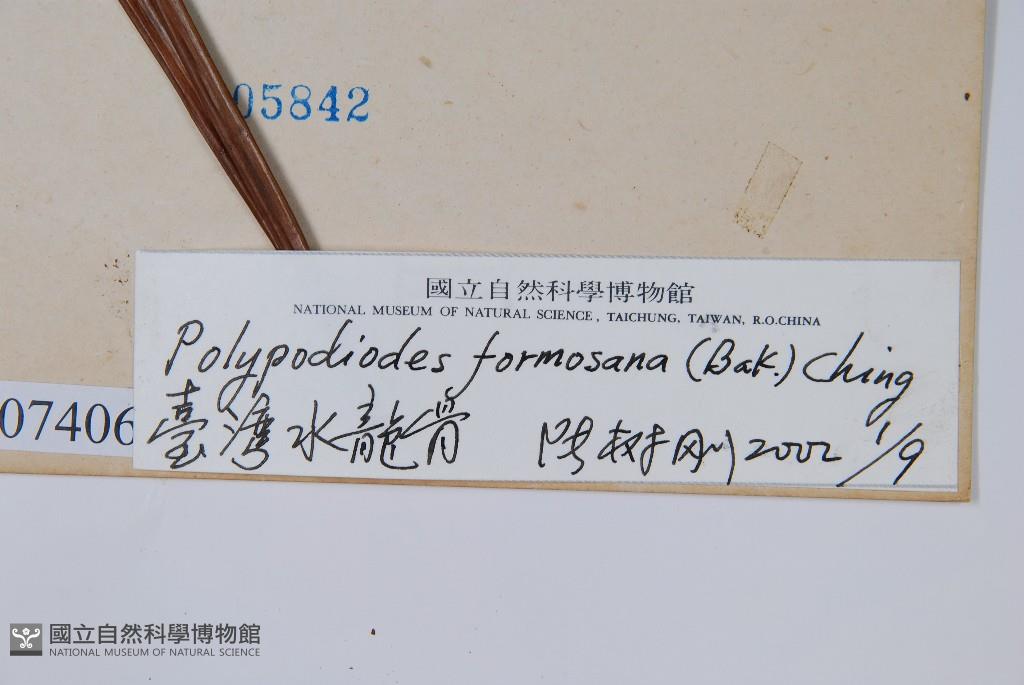 05842
國立自然科學博物館
NATIONAL MUSEUM OF NATURAL SCIENCE, TAICHUNG, TAIWAN, R.O.CHINA
Polypodiodes formosana (Bak.) Ching
07406
臺灣水龍骨 樹剛 2002 1/9
國立自然科學博物館
NATIONAL MUSEUM OF NATURAL SCIENCE